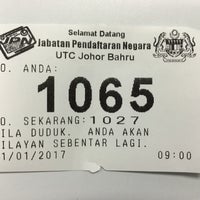 Selamat Datang
Jabatan Pendaftaran Negara
UTC Johor Bahru
O. ANDA:
1065
O. SEKARANG:1027
ILA DUDUK. ANDA AKAN
ILAYAN SEBENTAR LAGI.
1/01/2017 09:00